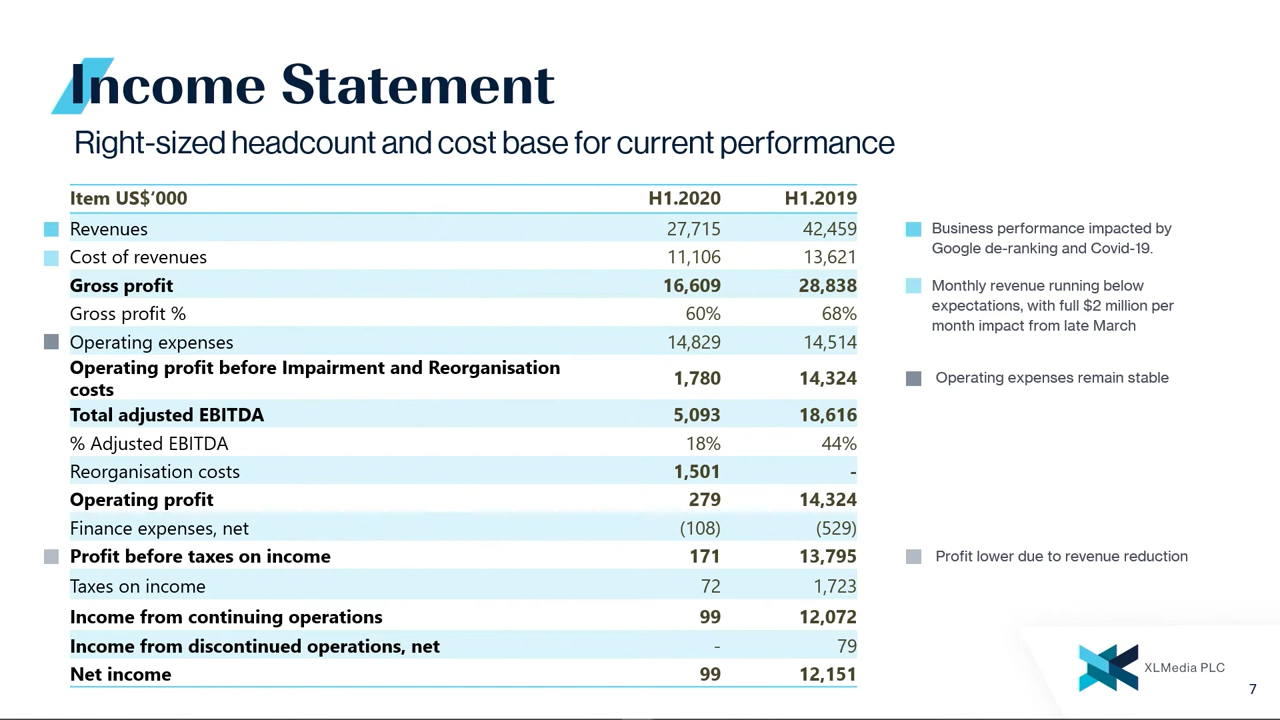 Income Statement
Right-sized headcount and cost base for current performance
Item US$‘000 H1.2020 H1.2019
Revenues 27,715 42,459
Cost of revenues 11,106 13,621
Gross profit 16,609 28,838
Gross profit % 60% 68%
Operating expenses 14,829 14,514
Operating profit before Impairment and Reorganisation
costs 1,780 14,324
Total adjusted EBITDA 5,093 18,616
% Adjusted EBITDA 18% 44%
Reorganisation costs 1,501 -
Operating profit 279 14,324
Finance expenses, net (108) (529)
Profit before taxes on income 171 13,795
Taxes on income 72 1,723
Income from continuing operations 99 12,072
Income from discontinued operations, net - 79
Net income 99 12,151
Business performance impacted by
Google de-ranking and Covid-19.
Monthly revenue running below
expectations, with full $2 million per
month impact from late March
Operating expenses remain stable
Profit lower due to revenue reduction
XLMedia PLC
7